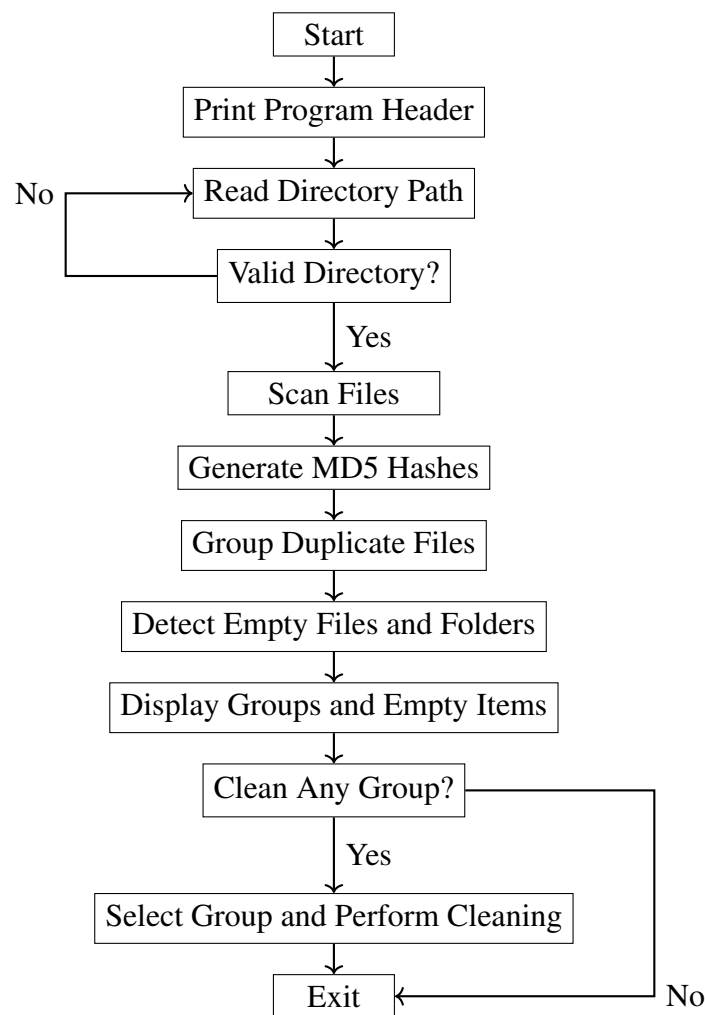 Start
Print Program Header
Read Directory Path
No
Valid Directory?
Yes
Scan Files
Generate MD5 Hashes
Group Duplicate Files
Detect Empty Files and Folders
Display Groups and Empty Items
Clean Any Group?
Yes
Select Group and Perform Cleaning
Exit
No